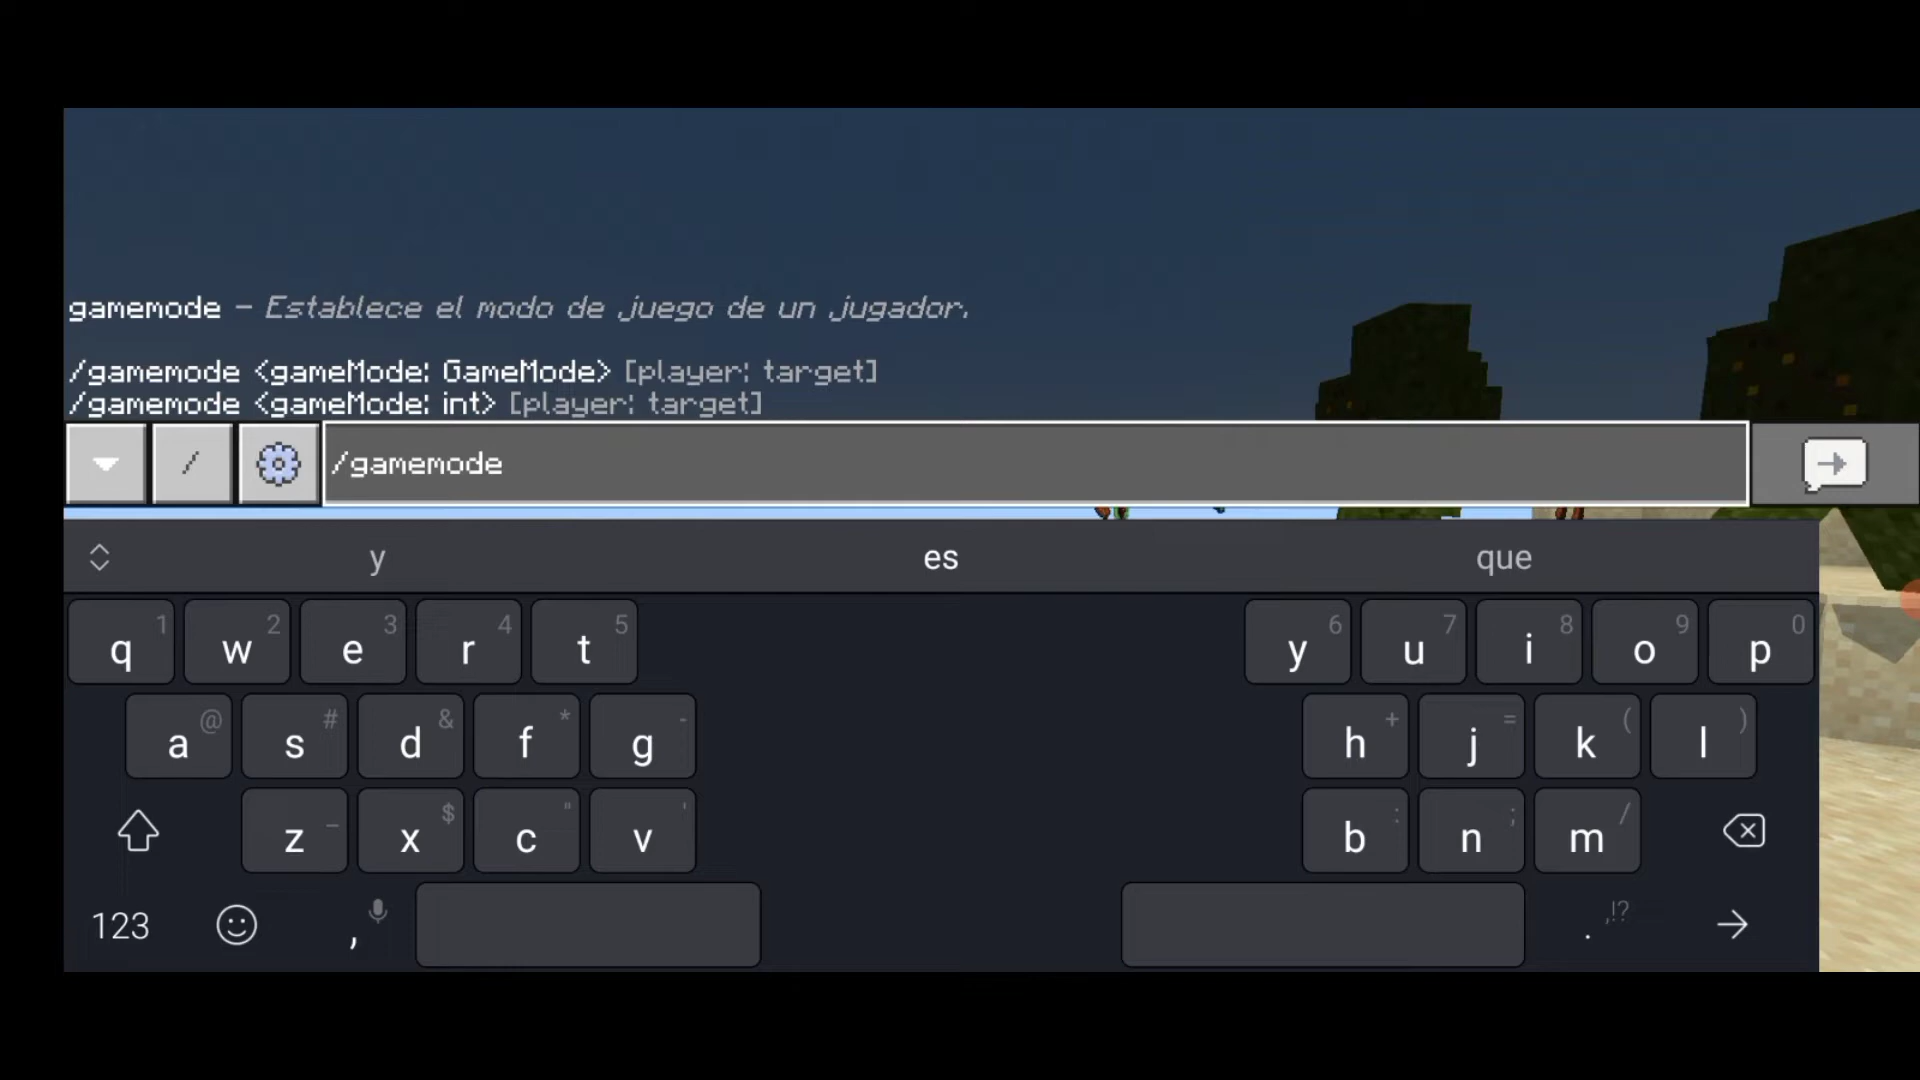 gamemode – Establece el modo de juego de un jugador.
/gamemode <gameMode: GameMode> [player: target]
/gamemode <gameMode: int> [player: target]
/ /gamemode
y es que
q 1 w 2 e 3 r 4 t 5 y 6 u 7 i 8 o 9 p 0
a @ s # d & f * g - h + j = k ( l )
z _ x $ c " v ' b : n ; m /
123 , . ,!?